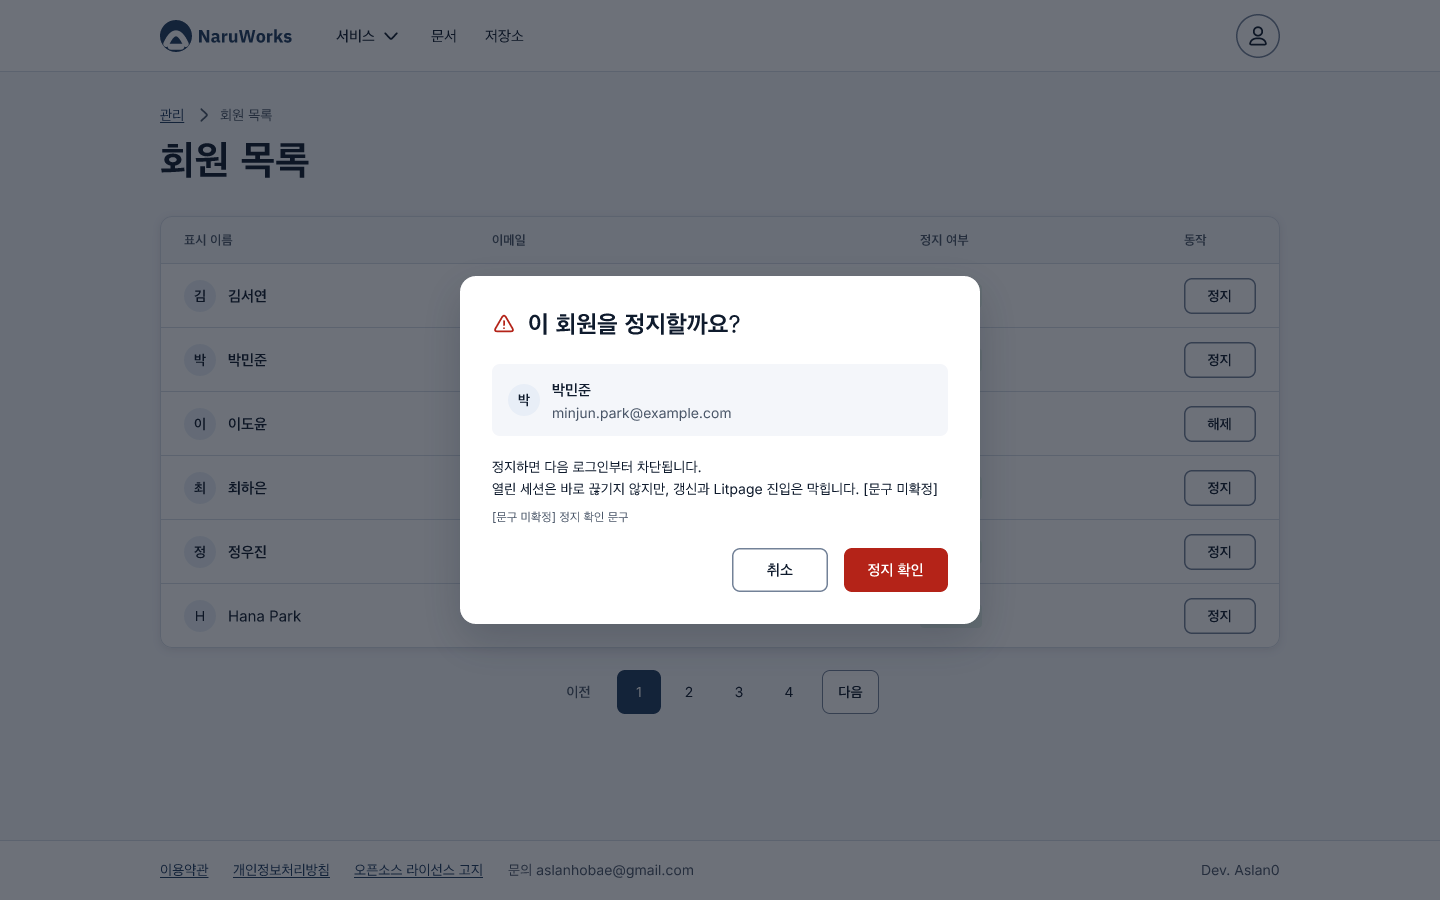 NaruWorks
서비스
문서
저장소
관리
회원 목록
회원 목록
표시 이름
이메일
정지 여부
동작
김
김서연
정지
박
박민준
정지
이
이도윤
해제
최
최하은
정지
정
정우진
정지
H
Hana Park
정지
이 회원을 정지할까요?
박
박민준
minjun.park@example.com
정지하면 다음 로그인부터 차단됩니다.
열린 세션은 바로 끊기지 않지만, 갱신과 Litpage 진입은 막힙니다. [문구 미확정]
[문구 미확정] 정지 확인 문구
취소
정지 확인
이전
1
2
3
4
다음
이용약관
개인정보처리방침
오픈소스 라이선스 고지
문의 aslanhobae@gmail.com
Dev. Aslan0